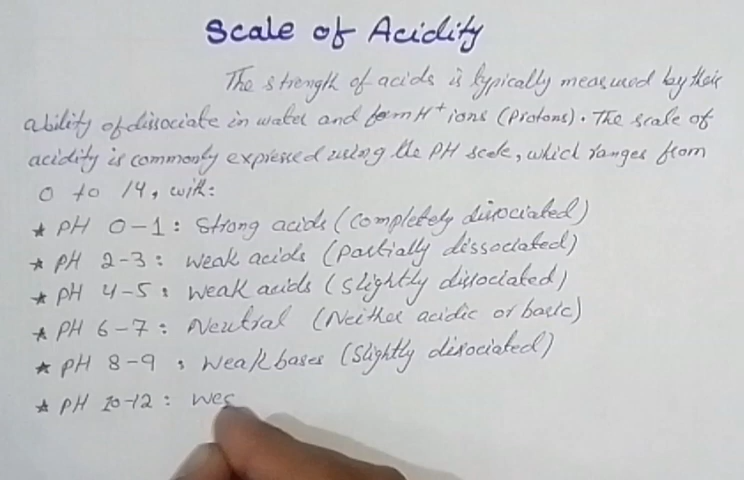 Scale of Acidity
The strength of acids is typically measured by their
ability of dissociate in water and form H+ ions (Protons). The scale of
acidity is commonly expressed using the PH scale, which ranges from
0 to 14, with:
* PH 0-1: Strong acids (Completely dissociated)
* PH 2-3: Weak acids (Partially dissociated)
* PH 4-5: Weak acids (Slightly dissociated)
* PH 6-7: Neutral (Neither acidic or basic)
* PH 8-9: Weak bases (Slightly dissociated)
* PH 10-12: Wea